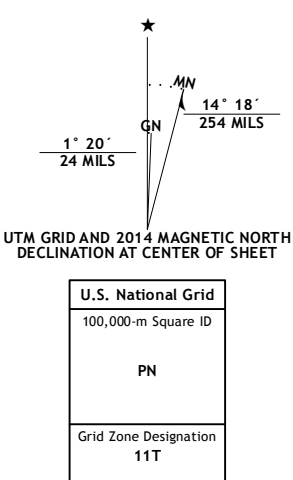 ★
MN
GN
14° 18´
254 MILS
1° 20´
24 MILS
UTM GRID AND 2014 MAGNETIC NORTH
DECLINATION AT CENTER OF SHEET
U.S. National Grid
100,000-m Square ID
PN
Grid Zone Designation
11T